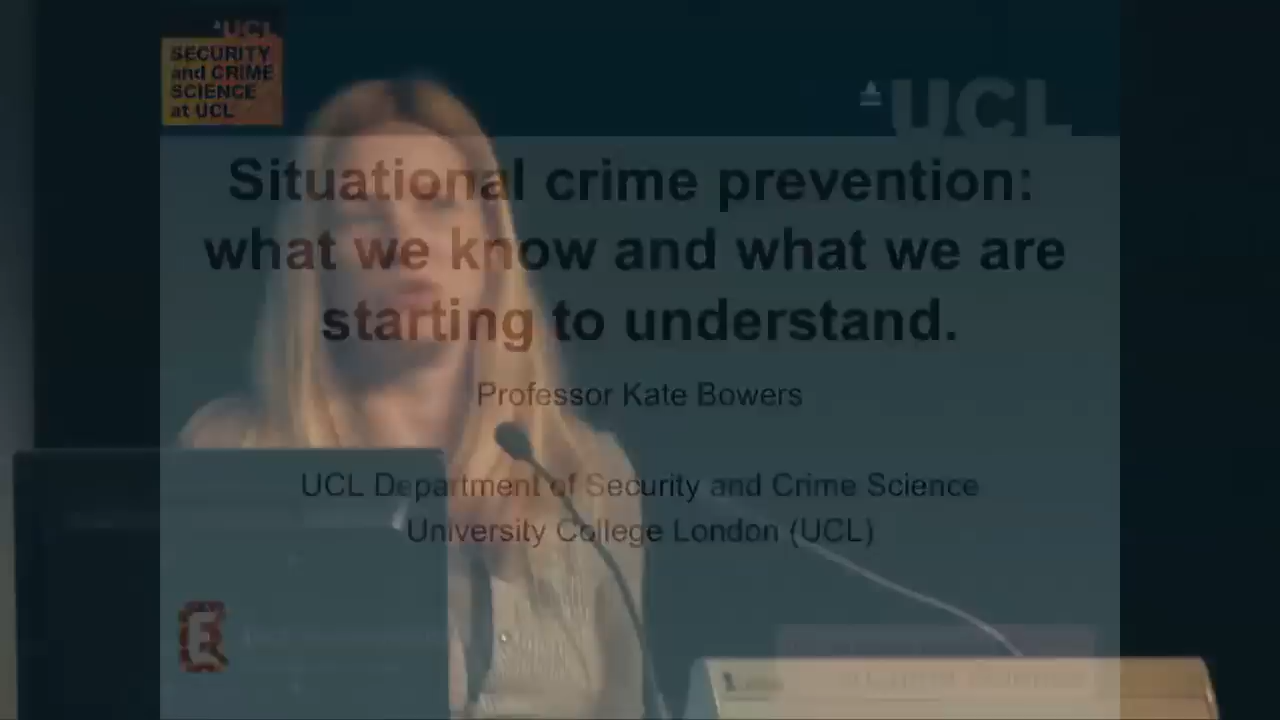 UCL
SECURITY
and CRIME
SCIENCE
at UCL
UCL
Situational crime prevention:
what we know and what we are
starting to understand.
Professor Kate Bowers
UCL Department of Security and Crime Science
University College London (UCL)